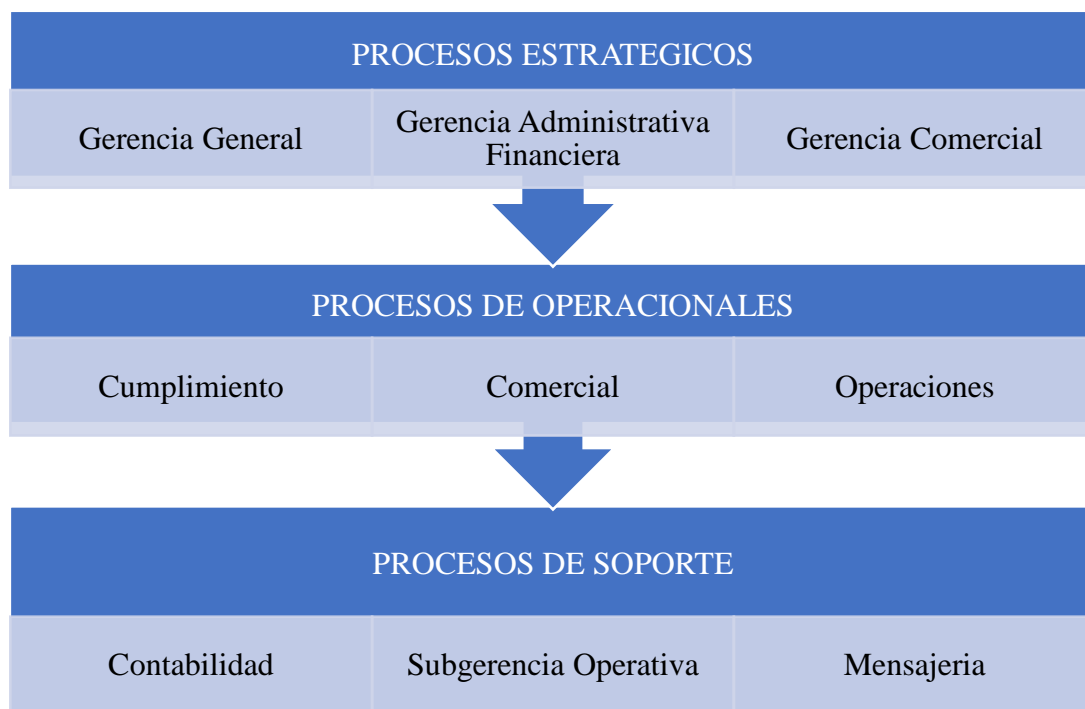 PROCESOS ESTRATEGICOS
Gerencia General
Gerencia Administrativa
Financiera
Gerencia Comercial
PROCESOS DE OPERACIONALES
Cumplimiento
Comercial
Operaciones
PROCESOS DE SOPORTE
Contabilidad
Subgerencia Operativa
Mensajeria